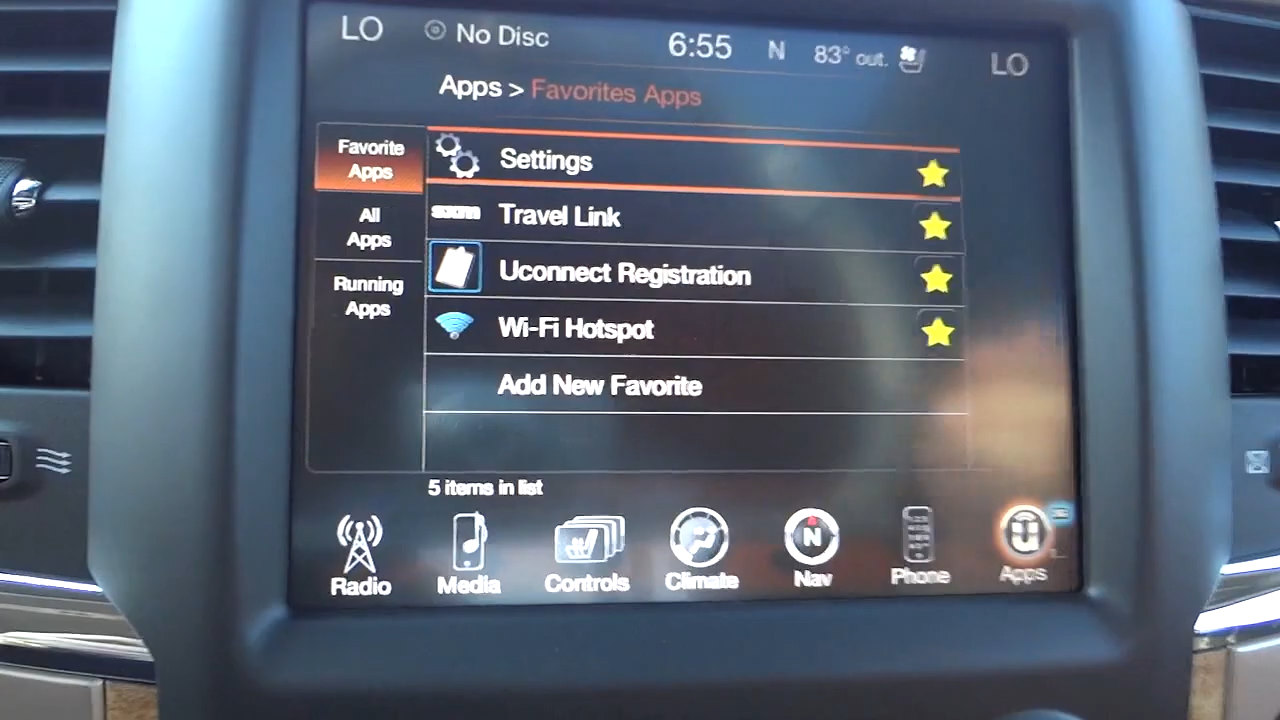 LO
No Disc
6:55
N
83° out.
LO
Apps > Favorites Apps
Favorite
Apps
All
Apps
Running
Apps
Settings
sxm
Travel Link
Uconnect Registration
Wi-Fi Hotspot
Add New Favorite
5 items in list
Radio
Media
Controls
N
Climate
Nav
Phone
Apps